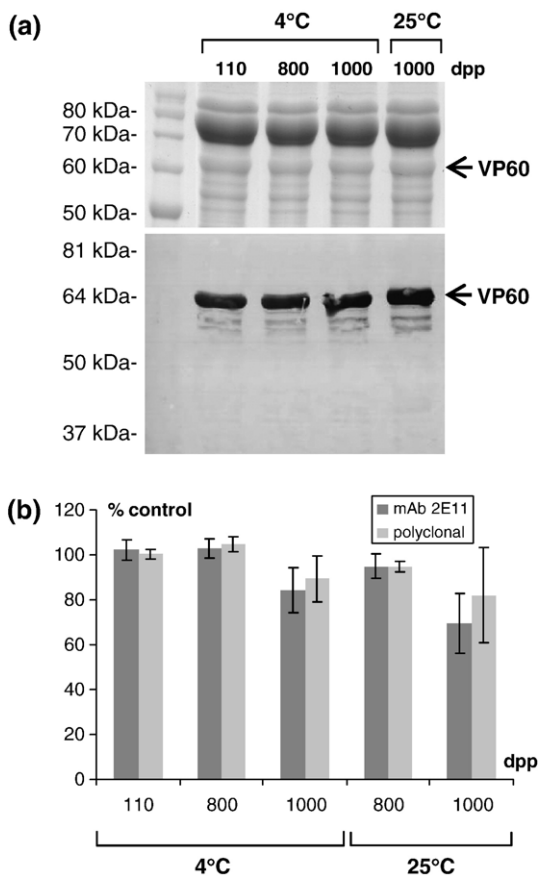 (a)
4°C 25°C
110 800 1000 1000 dpp
80 kDa-
70 kDa-
60 kDa-
VP60
50 kDa-
81 kDa-
64 kDa-
VP60
50 kDa-
37 kDa-
(b)
% control
mAb 2E11
polyclonal
120
100
80
60
40
20
0
dpp
110 800 1000 800 1000
4°C 25°C